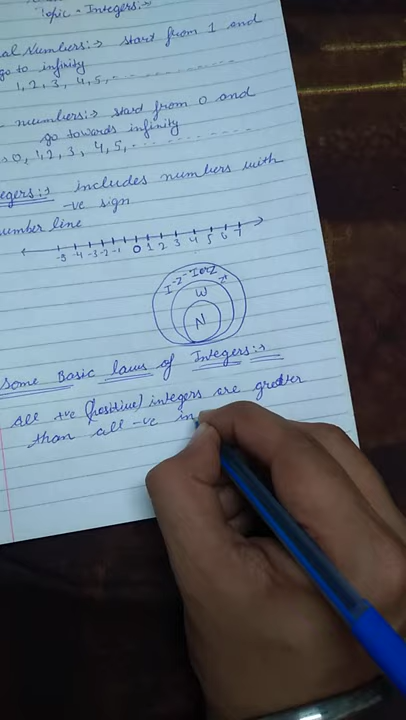 Topic - Integers:→
al Numbers:→ start from 1 and
go to infinity
1, 2, 3, 4, 5, - - - - - - - -
numbers:→ start from 0 and
go towards infinity
0, 1, 2, 3, 4, 5, - - - - - - - -
egers:→ includes numbers with
-ve sign
umber line
-5 -4 -3 -2 -1 0 1 2 3 4 5 6 7
W
N
Some Basic laws of Integers:→
All +ve (positive) integers are greater
than all -ve in